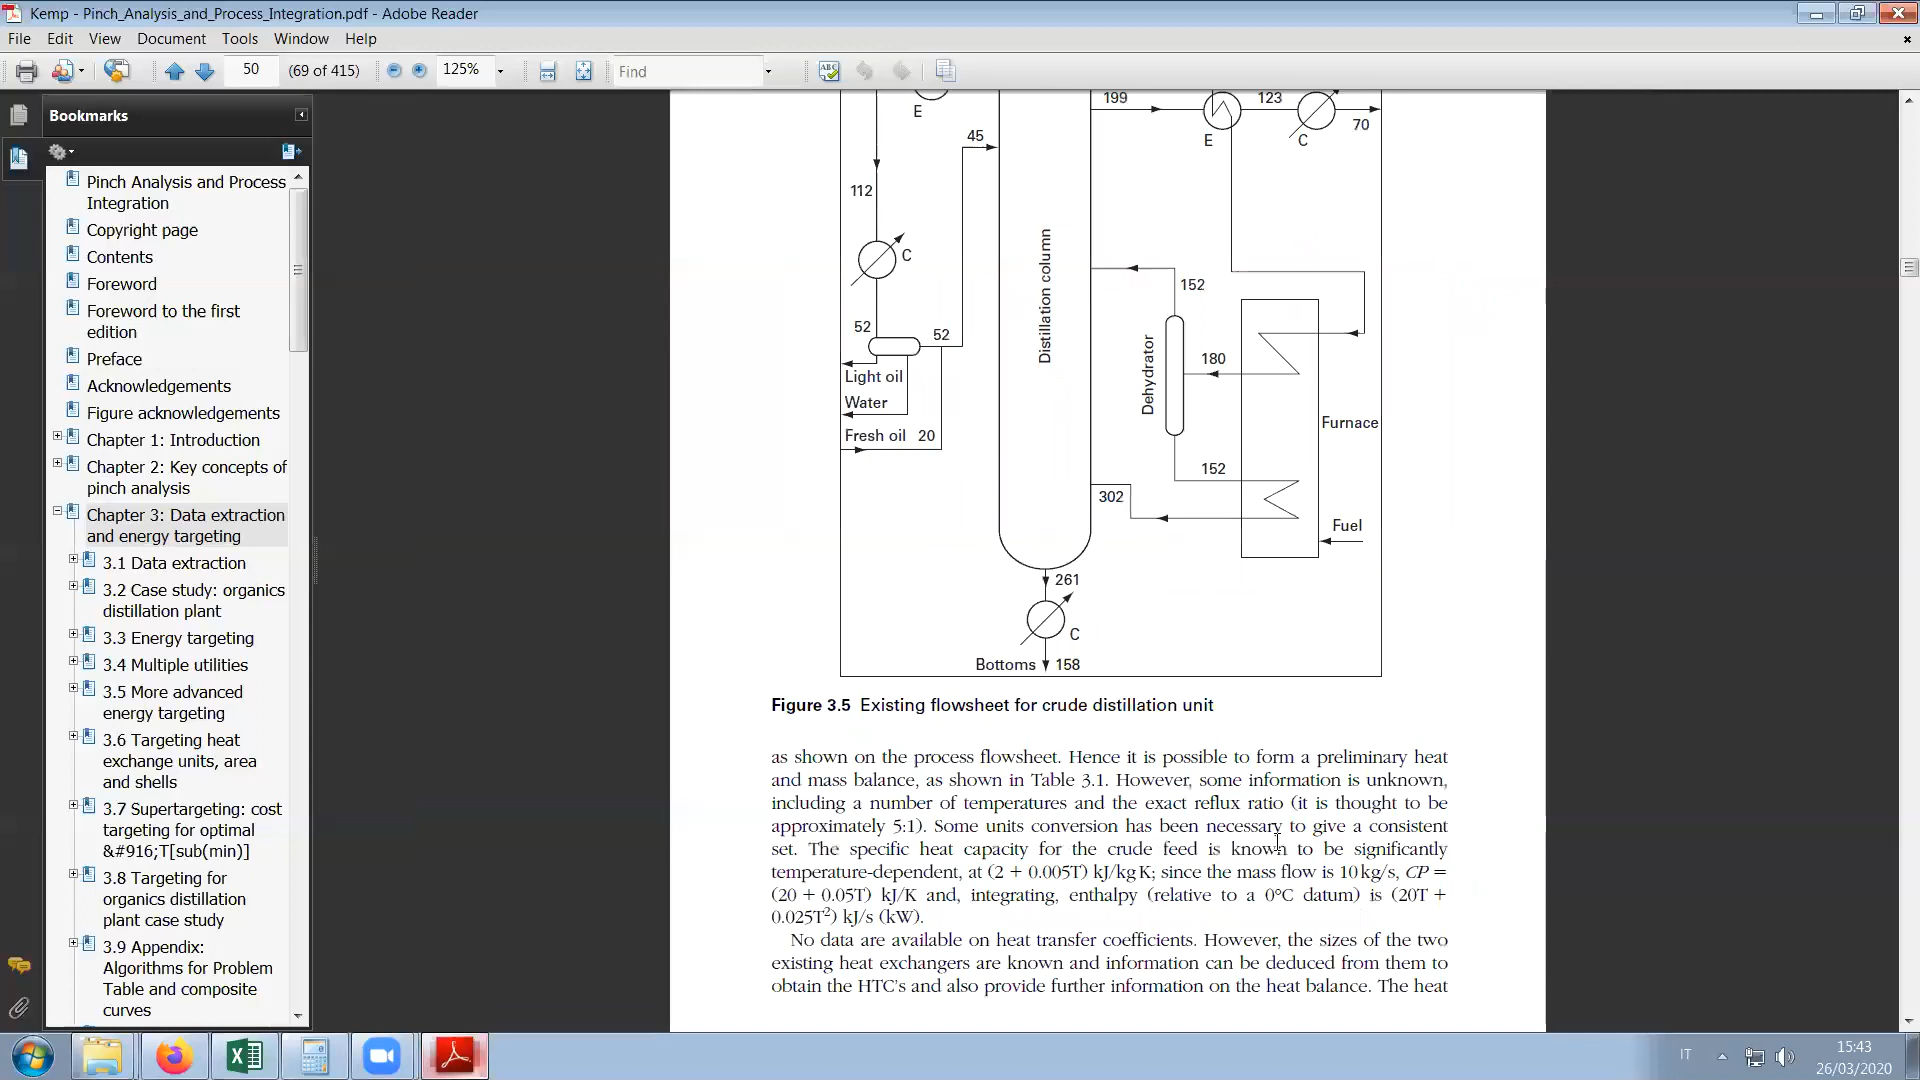 Kemp - Pinch_Analysis_and_Process_Integration.pdf - Adobe Reader
File Edit View Document Tools Window Help
50 (69 of 415) 125% Find
Bookmarks
Pinch Analysis and Process
Integration
Copyright page
Contents
Foreword
Foreword to the first
edition
Preface
Acknowledgements
Figure acknowledgements
Chapter 1: Introduction
Chapter 2: Key concepts of
pinch analysis
Chapter 3: Data extraction
and energy targeting
3.1 Data extraction
3.2 Case study: organics
distillation plant
3.3 Energy targeting
3.4 Multiple utilities
3.5 More advanced
energy targeting
3.6 Targeting heat
exchange units, area
and shells
3.7 Supertargeting: cost
targeting for optimal
&#916;T[sub(min)]
3.8 Targeting for
organics distillation
plant case study
3.9 Appendix:
Algorithms for Problem
Table and composite
curves
E
199
123
70
E
C
45
112
C
Distillation column
152
52
52
Light oil
Water
Fresh oil 20
Dehydrator
180
Furnace
152
302
Fuel
261
C
Bottoms 158
Figure 3.5 Existing flowsheet for crude distillation unit
as shown on the process flowsheet. Hence it is possible to form a preliminary heat
and mass balance, as shown in Table 3.1. However, some information is unknown,
including a number of temperatures and the exact reflux ratio (it is thought to be
approximately 5:1). Some units conversion has been necessary to give a consistent
set. The specific heat capacity for the crude feed is known to be significantly
temperature-dependent, at (2 + 0.005T) kJ/kg K; since the mass flow is 10 kg/s, CP =
(20 + 0.05T) kJ/K and, integrating, enthalpy (relative to a 0°C datum) is (20T +
0.025T²) kJ/s (kW).
No data are available on heat transfer coefficients. However, the sizes of the two
existing heat exchangers are known and information can be deduced from them to
obtain the HTC's and also provide further information on the heat balance. The heat
IT
15:43
26/03/2020